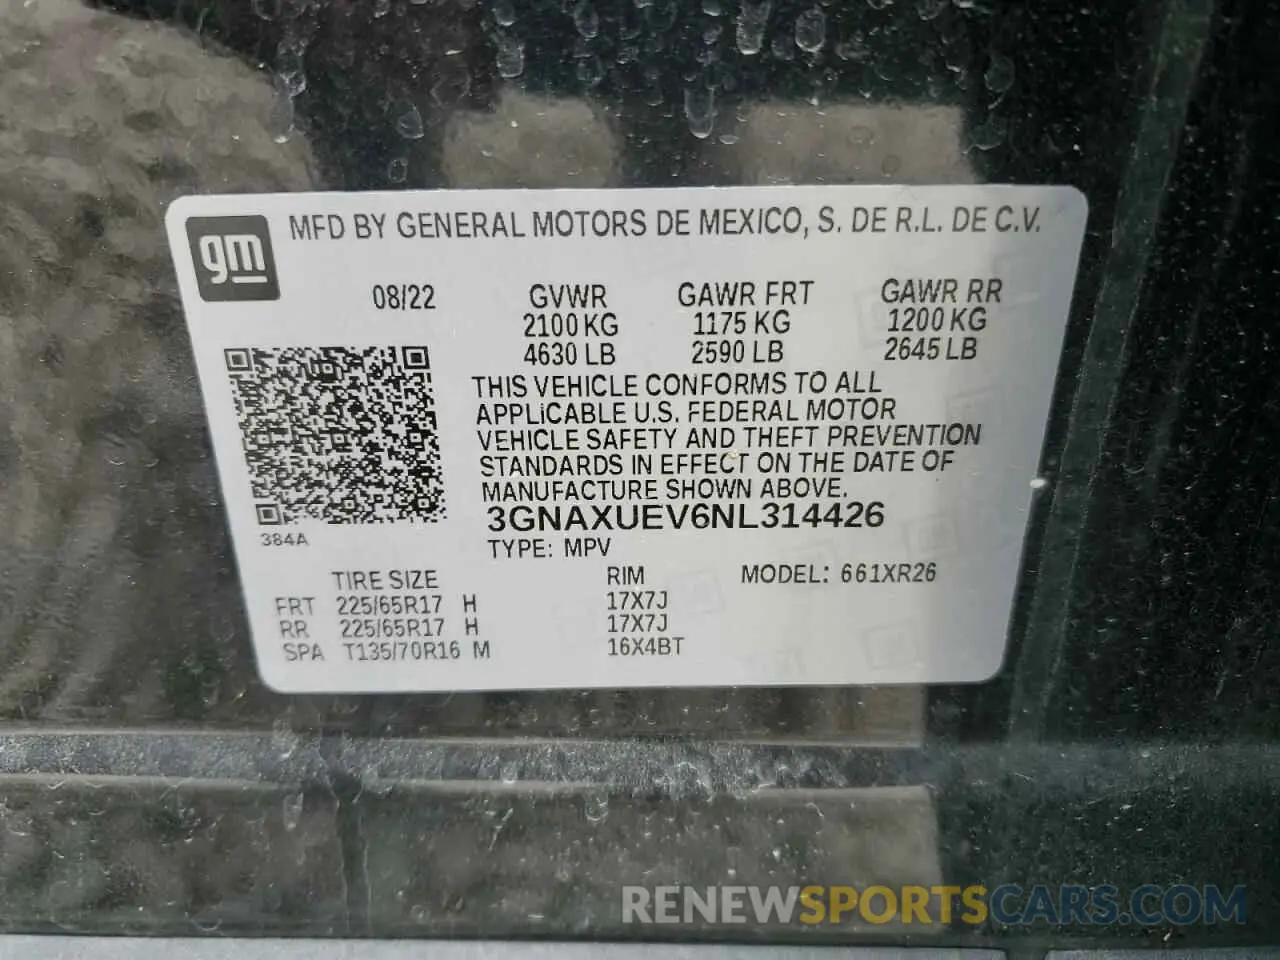 gm
MFD BY GENERAL MOTORS DE MEXICO, S. DE R.L. DE C.V.
08/22 GVWR GAWR FRT GAWR RR
2100 KG 1175 KG 1200 KG
4630 LB 2590 LB 2645 LB
THIS VEHICLE CONFORMS TO ALL
APPLICABLE U.S. FEDERAL MOTOR
VEHICLE SAFETY AND THEFT PREVENTION
STANDARDS IN EFFECT ON THE DATE OF
MANUFACTURE SHOWN ABOVE.
3GNAXUEV6NL314426
384A
TYPE: MPV
TIRE SIZE RIM MODEL: 661XR26
FRT 225/65R17 H 17X7J
RR 225/65R17 H 17X7J
SPA T135/70R16 M 16X4BT
RENEWSPORTSCARS.COM